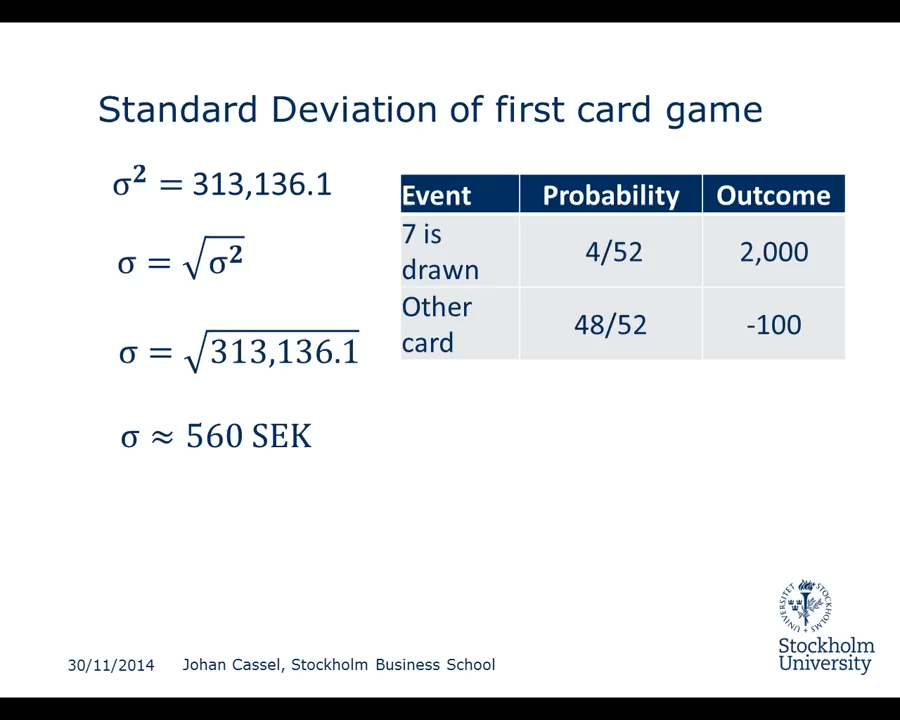 Standard Deviation of first card game
σ² = 313,136.1
σ = √σ²
σ = √313,136.1
σ ≈ 560 SEK
Event Probability Outcome
7 is
drawn 4/52 2,000
Other
card 48/52 -100
STOCKHOLMS UNIVERSITET
Stockholm
University
30/11/2014 Johan Cassel, Stockholm Business School